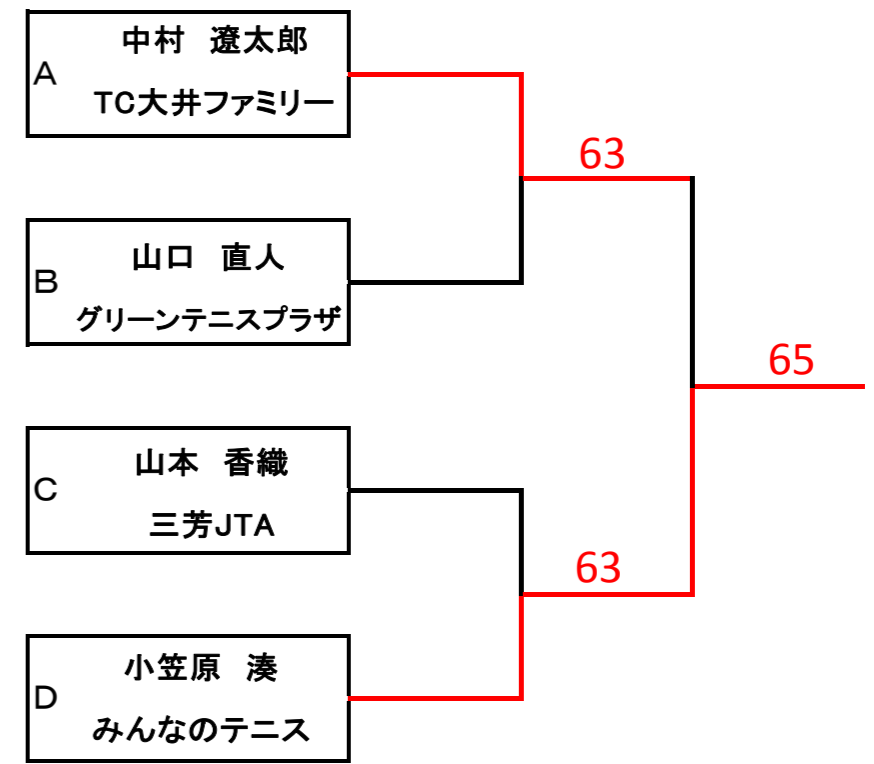 A
中村　遼太郎
TC大井ファミリー
63
B
山口　直人
グリーンテニスプラザ
65
C
山本　香織
三芳JTA
63
D
小笠原　湊
みんなのテニス